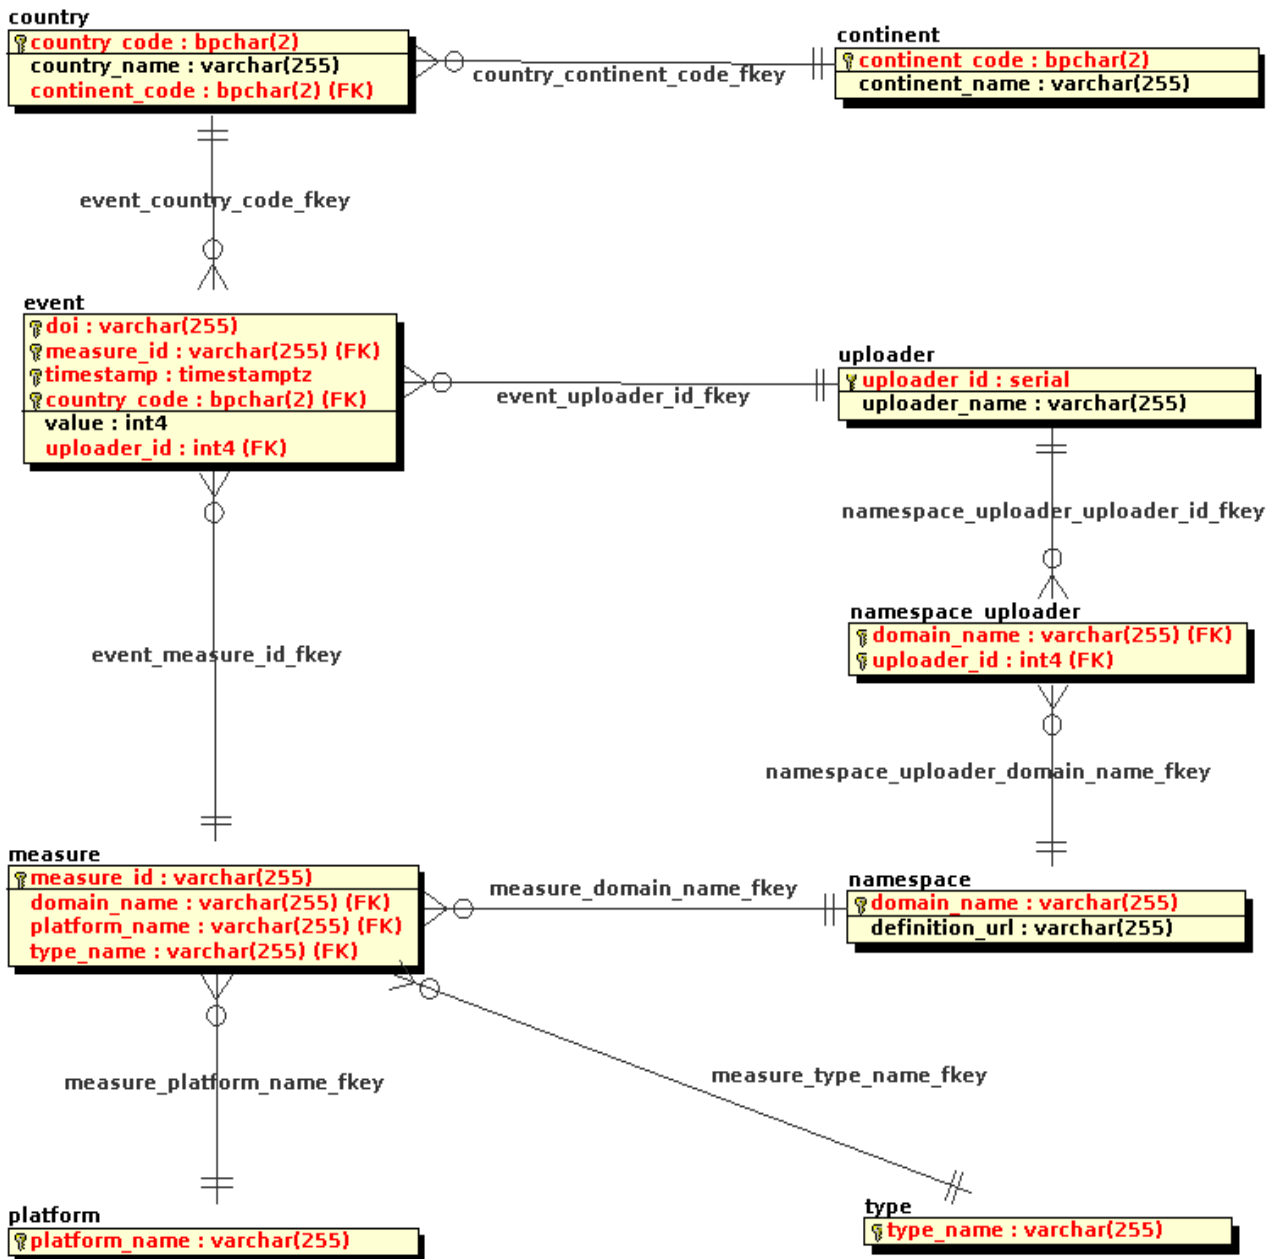 country
country_code : bpchar(2)
country_name : varchar(255)
continent_code : bpchar(2) (FK)
country_continent_code_fkey
continent
continent_code : bpchar(2)
continent_name : varchar(255)
event_country_code_fkey
event
doi : varchar(255)
measure_id : varchar(255) (FK)
timestamp : timestamptz
country_code : bpchar(2) (FK)
value : int4
uploader_id : int4 (FK)
event_uploader_id_fkey
uploader
uploader_id : serial
uploader_name : varchar(255)
namespace_uploader_uploader_id_fkey
namespace_uploader
domain_name : varchar(255) (FK)
uploader_id : int4 (FK)
event_measure_id_fkey
namespace_uploader_domain_name_fkey
measure
measure_id : varchar(255)
domain_name : varchar(255) (FK)
platform_name : varchar(255) (FK)
type_name : varchar(255) (FK)
measure_domain_name_fkey
namespace
domain_name : varchar(255)
definition_url : varchar(255)
measure_platform_name_fkey
measure_type_name_fkey
platform
platform_name : varchar(255)
type
type_name : varchar(255)